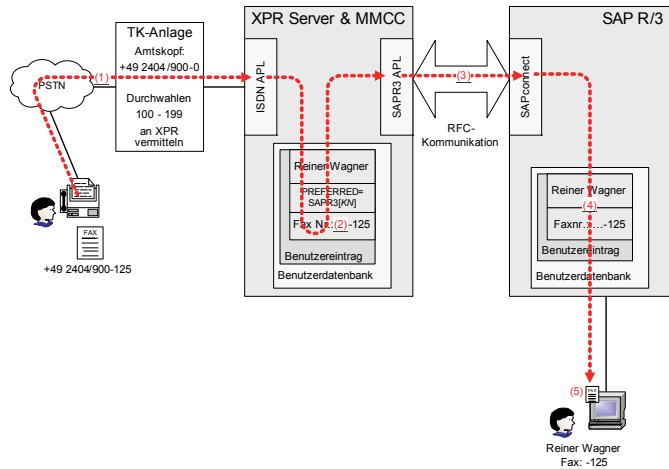 XPR Server & MMCC
SAP R/3
TK-Anlage
Amtskopf:
+49 2404/900-0
Durchwahlen
100 - 199
an XPR
vermitteln
(1)
PSTN
ISDN APL
SAPR3 APL
(3)
RFC-
Kommunikation
SAPconnect
Reiner Wagner
PREFERRED=
SAPR3[KN]
Fax Nr.:(2)-125
Benutzereintrag
Benutzerdatenbank
Reiner Wagner
(4)
Faxnr.:...-125
Benutzereintrag
Benutzerdatenbank
FAX
+49 2404/900-125
(5)
FAX
Reiner Wagner
Fax: -125